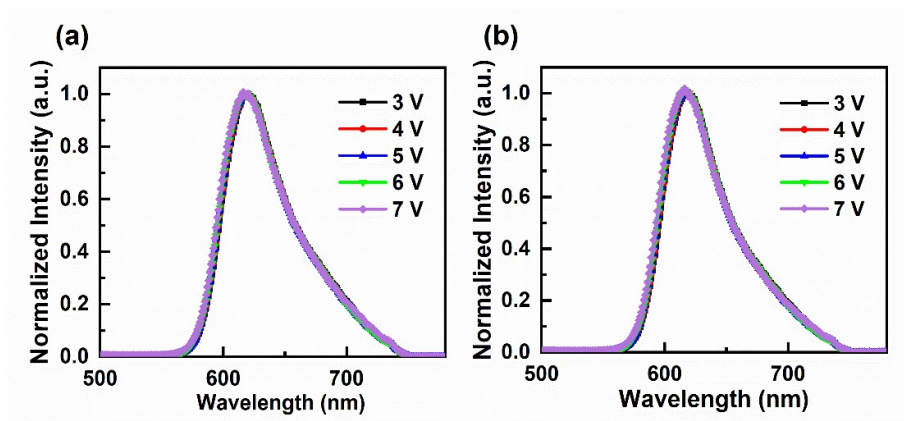 (a)
Normalized Intensity (a.u.)
1.0
0.8
0.6
0.4
0.2
0.0
3 V
4 V
5 V
6 V
7 V
500
600
700
Wavelength (nm)
(b)
Normalized Intensity (a.u.)
1.0
0.8
0.6
0.4
0.2
0.0
3 V
4 V
5 V
6 V
7 V
500
600
700
Wavelength (nm)